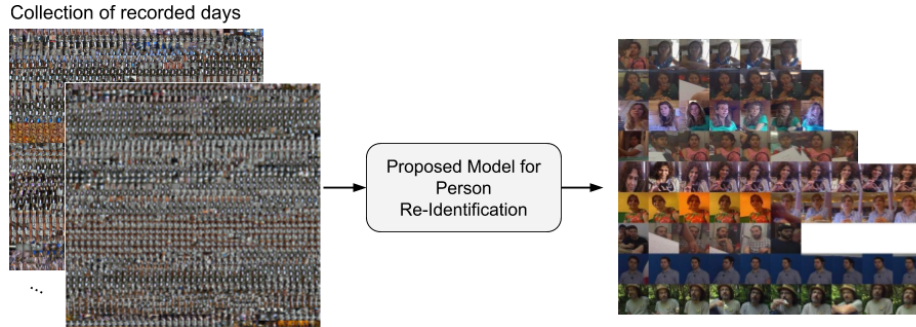 Collection of recorded days
...
Proposed Model for
Person
Re-Identification